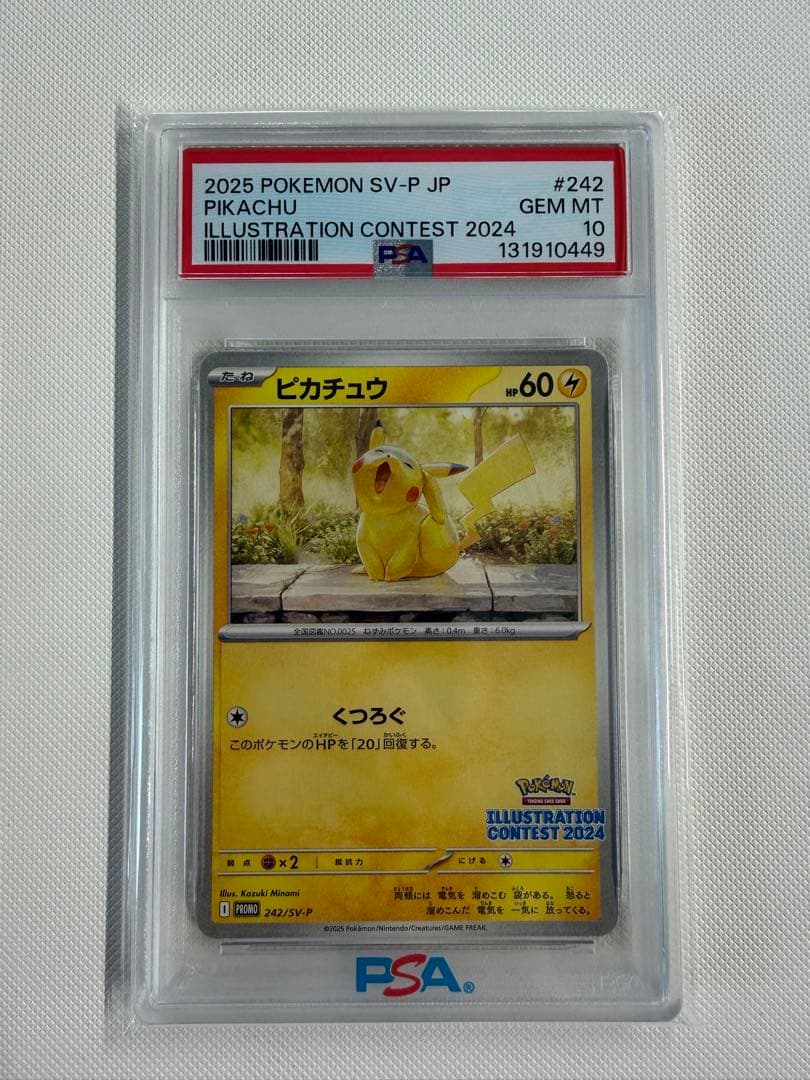 2025 POKEMON SV-P JP #242
PIKACHU GEM MT
ILLUSTRATION CONTEST 2024 10
PSA 131910449
たね ピカチュウ HP60
全国図鑑NO.0025 ねずみポケモン 高さ:0.4m 重さ:6.0kg
くつろぐ
エイチピー かいふく
このポケモンのHPを「20」回復する。
POKéMON
TRADING CARD GAME
ILLUSTRATION
CONTEST 2024
弱点 ×2 抵抗力 にげる
Illus. Kazuki Minami
りょうほほ でんき た ふくろ おこ
両頬には 電気を 溜めこむ 袋がある。 怒ると
た でんき いっき はな
溜めこんだ 電気を 一気に 放ってくる。
I PROMO 242/SV-P
©2025 Pokémon/Nintendo/Creatures/GAME FREAK.
PSA®